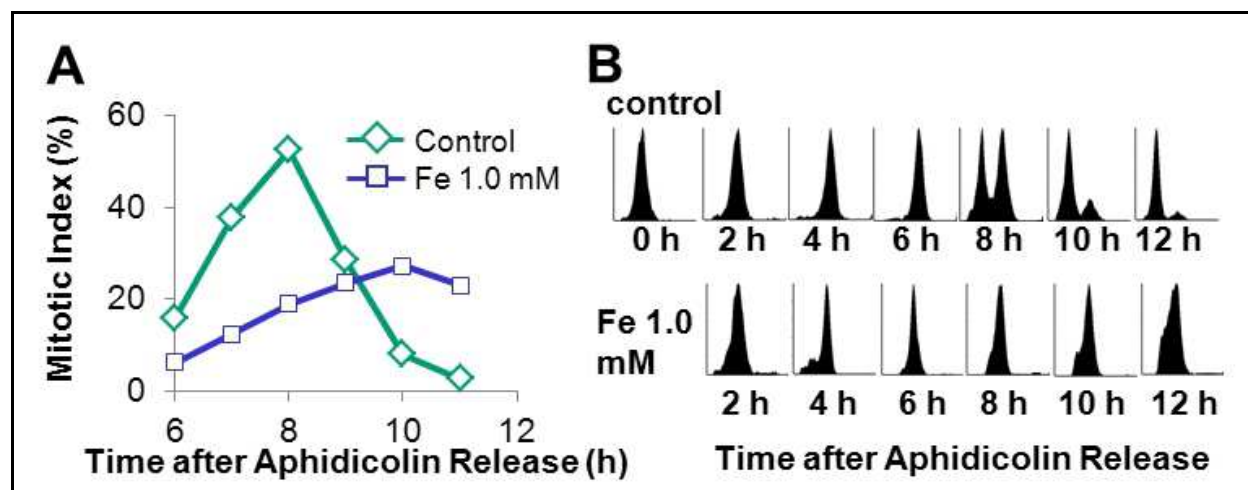 A
Mitotic Index (%)
60
40
20
0
Control
Fe 1.0 mM
6 8 10 12
Time after Aphidicolin Release (h)
B
control
0 h 2 h 4 h 6 h 8 h 10 h 12 h
Fe 1.0
mM
2 h 4 h 6 h 8 h 10 h 12 h
Time after Aphidicolin Release